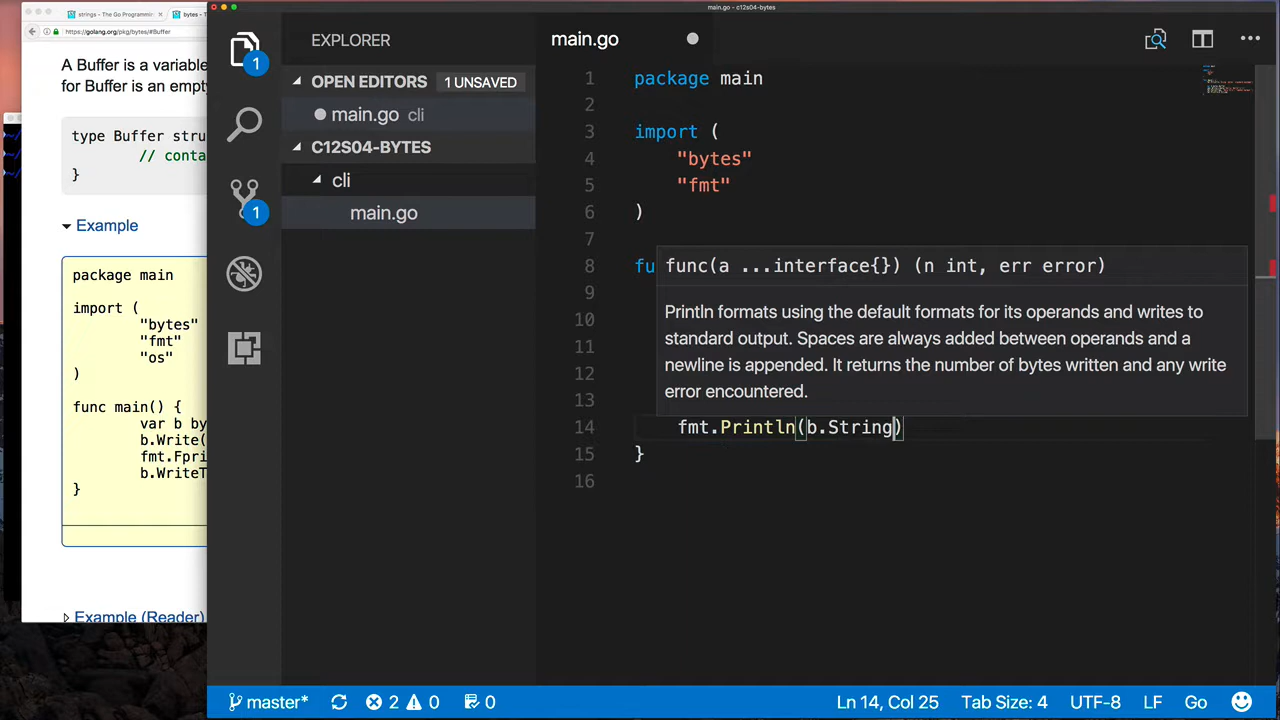 main.go - c12s04-bytes
strings - The Go Programmin
bytes - T
https://golang.org/pkg/bytes/#Buffer
A Buffer is a variable
for Buffer is an empty
type Buffer stru
// conta
}
Example
package main
import (
"bytes"
"fmt"
"os"
)
func main() {
var b by
b.Write(
fmt.Fpri
b.WriteT
}
Example (Reader)
EXPLORER
OPEN EDITORS 1 UNSAVED
main.go cli
C12S04-BYTES
cli
main.go
1
1
main.go
1 package main
2
3 import (
4 "bytes"
5 "fmt"
6 )
7
8 fu
9
10
11
12
13
func(a ...interface{}) (n int, err error)
Println formats using the default formats for its operands and writes to
standard output. Spaces are always added between operands and a
newline is appended. It returns the number of bytes written and any write
error encountered.
14 fmt.Println(b.String)
15 }
16
master* 2 0 0 Ln 14, Col 25 Tab Size: 4 UTF-8 LF Go